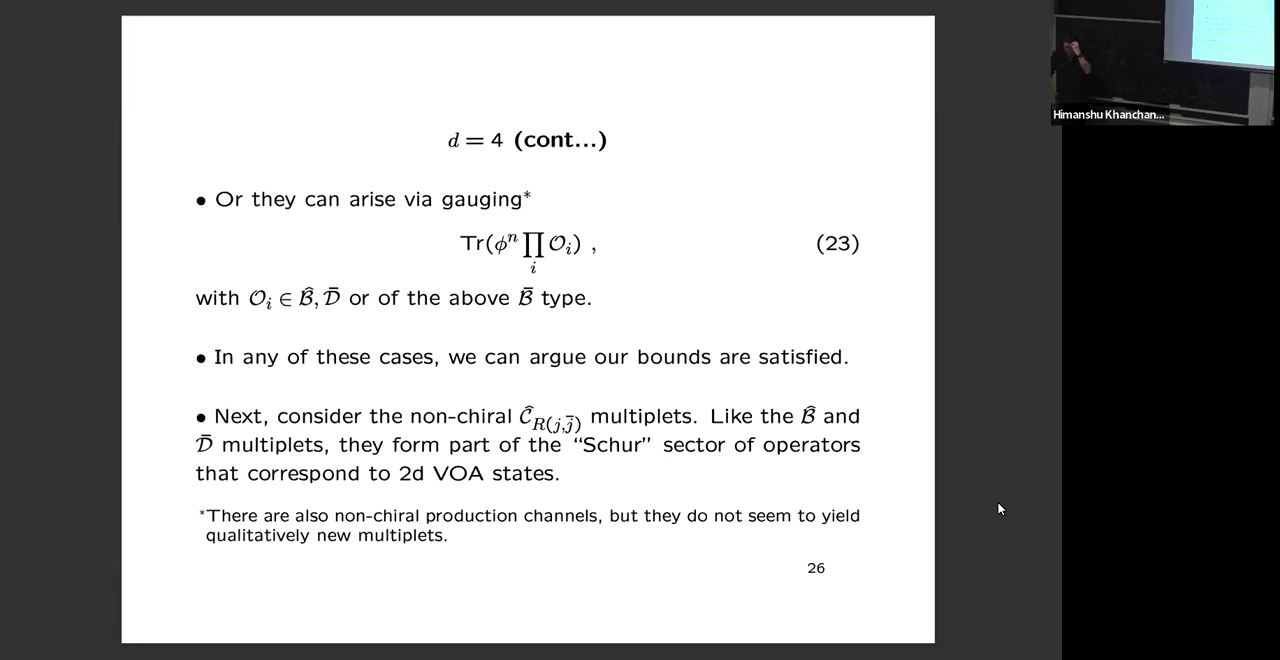 d = 4 (cont...)
• Or they can arise via gauging*
Tr(ϕⁿ ∏ᵢ 𝒪ᵢ) , (23)
with 𝒪ᵢ ∈ B̂, D̄ or of the above B̄ type.
• In any of these cases, we can argue our bounds are satisfied.
• Next, consider the non-chiral Ĉ_{R(j,j̄)} multiplets. Like the B̂ and
D̄ multiplets, they form part of the “Schur” sector of operators
that correspond to 2d VOA states.
*There are also non-chiral production channels, but they do not seem to yield
qualitatively new multiplets.
26
Himanshu Khanchan...